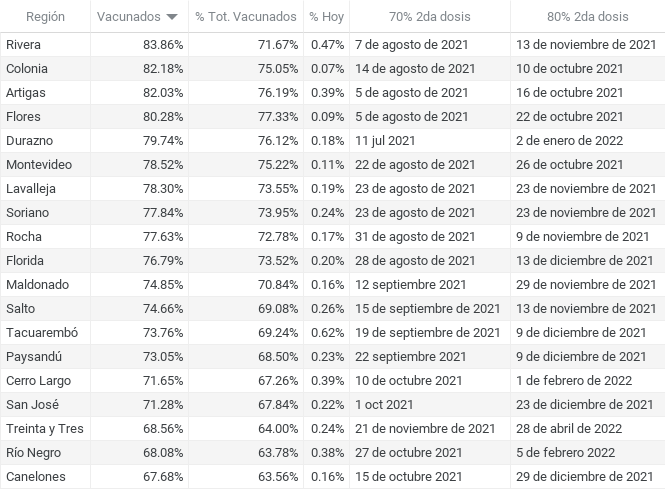 Región Vacunados % Tot. Vacunados % Hoy 70% 2da dosis 80% 2da dosis
Rivera 83.86% 71.67% 0.47% 7 de agosto de 2021 13 de noviembre de 2021
Colonia 82.18% 75.05% 0.07% 14 de agosto de 2021 10 de octubre 2021
Artigas 82.03% 76.19% 0.39% 5 de agosto de 2021 16 de octubre 2021
Flores 80.28% 77.33% 0.09% 5 de agosto de 2021 22 de octubre 2021
Durazno 79.74% 76.12% 0.18% 11 jul 2021 2 de enero de 2022
Montevideo 78.52% 75.22% 0.11% 22 de agosto de 2021 26 de octubre 2021
Lavalleja 78.30% 73.55% 0.19% 23 de agosto de 2021 23 de noviembre de 2021
Soriano 77.84% 73.95% 0.24% 23 de agosto de 2021 23 de noviembre de 2021
Rocha 77.63% 72.78% 0.17% 31 de agosto de 2021 9 de noviembre de 2021
Florida 76.79% 73.52% 0.20% 28 de agosto de 2021 13 de diciembre de 2021
Maldonado 74.85% 70.84% 0.16% 12 septiembre 2021 29 de noviembre de 2021
Salto 74.66% 69.08% 0.26% 15 de septiembre de 2021 13 de noviembre de 2021
Tacuarembó 73.76% 69.24% 0.62% 19 de septiembre de 2021 9 de diciembre de 2021
Paysandú 73.05% 68.50% 0.23% 22 septiembre 2021 9 de diciembre de 2021
Cerro Largo 71.65% 67.26% 0.39% 10 de octubre de 2021 1 de febrero de 2022
San José 71.28% 67.84% 0.22% 1 oct 2021 23 de diciembre de 2021
Treinta y Tres 68.56% 64.00% 0.24% 21 de noviembre de 2021 28 de abril de 2022
Río Negro 68.08% 63.78% 0.38% 27 de octubre 2021 5 de febrero 2022
Canelones 67.68% 63.56% 0.16% 15 de octubre 2021 29 de diciembre de 2021